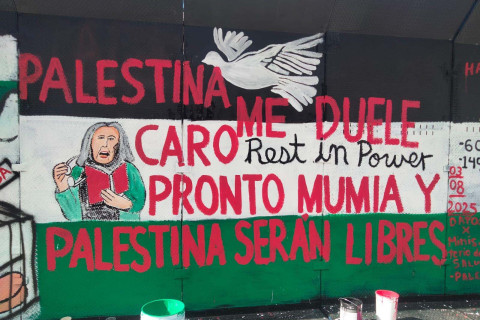 PALESTINA
ME DUELE
CARO
Rest in Power
PRONTO MUMIA Y
PALESTINA SERÁN LIBRES
03
08
2025